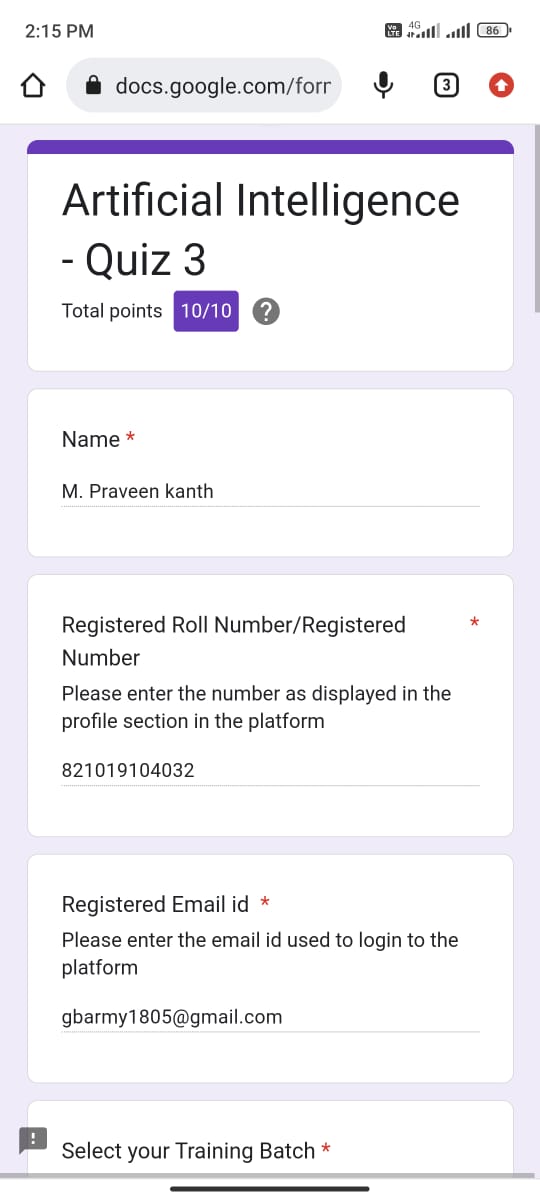 2:15 PM
Vo LTE 4G 86
docs.google.com/forr
3
Artificial Intelligence
- Quiz 3
Total points 10/10 ?
Name *
M. Praveen kanth
Registered Roll Number/Registered *
Number
Please enter the number as displayed in the
profile section in the platform
821019104032
Registered Email id *
Please enter the email id used to login to the
platform
gbarmy1805@gmail.com
!
Select your Training Batch *